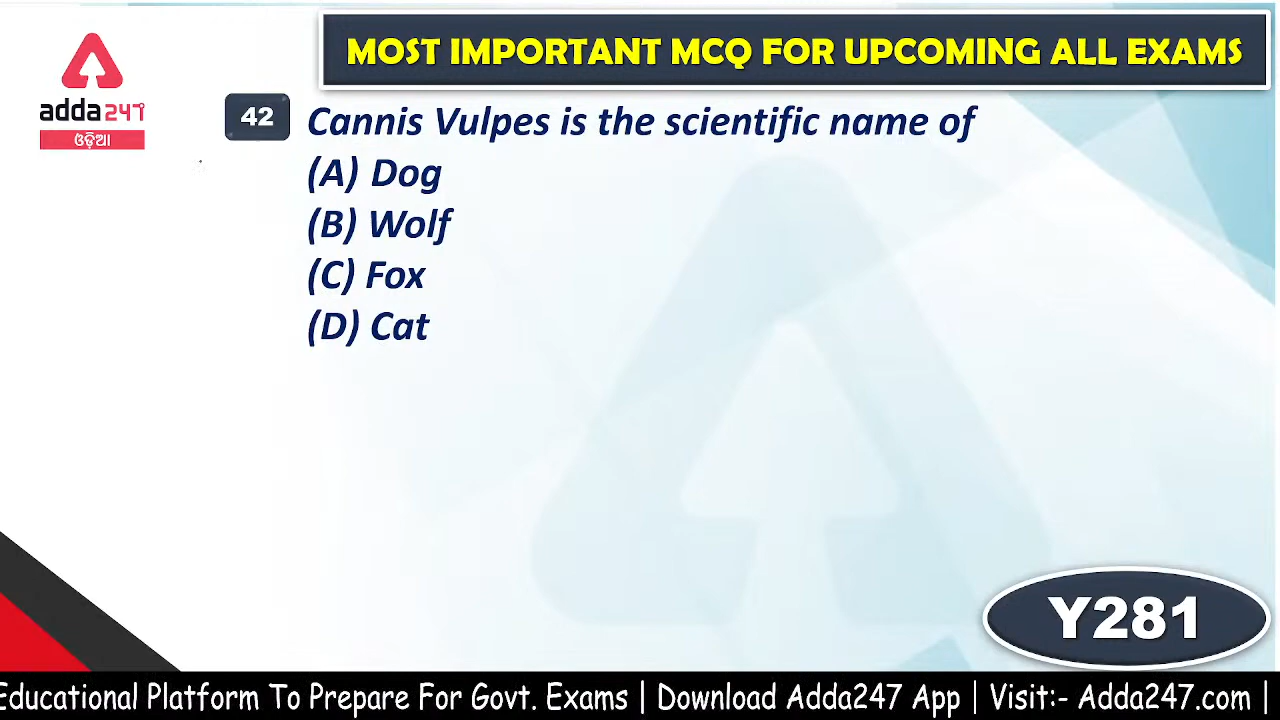 MOST IMPORTANT MCQ FOR UPCOMING ALL EXAMS
adda247
ଓଡ଼ିଆ
42 Cannis Vulpes is the scientific name of
(A) Dog
(B) Wolf
(C) Fox
(D) Cat
Y281
Educational Platform To Prepare For Govt. Exams | Download Adda247 App | Visit:- Adda247.com |